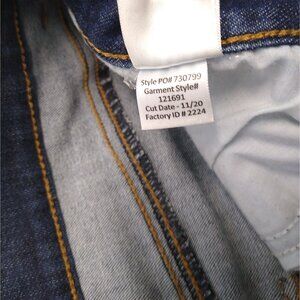 Style PO# 730799
Garment Style#
121691
Cut Date - 11/20
Factory ID # 2224